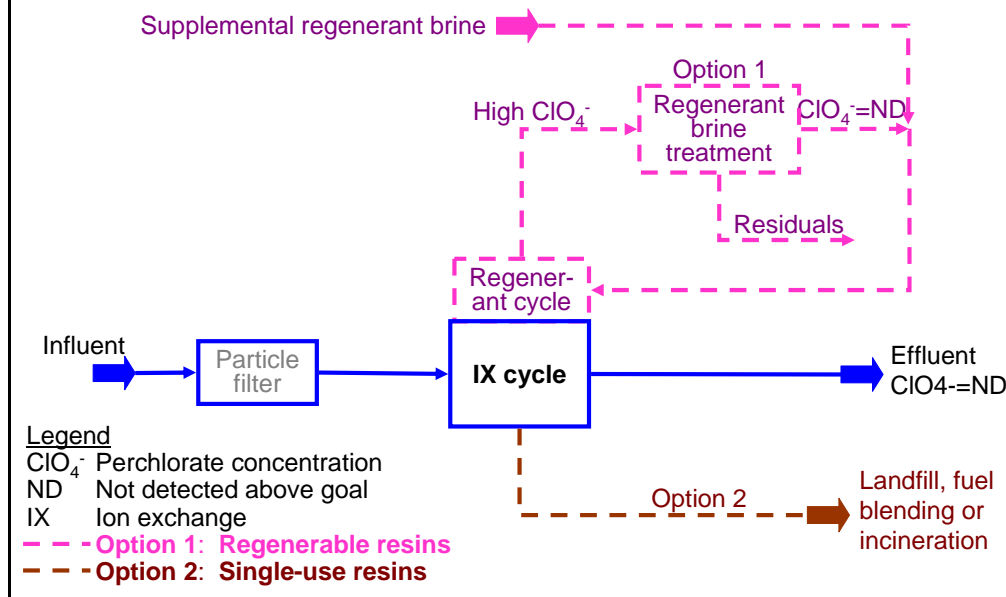 Supplemental regenerant brine
Option 1
High ClO₄⁻
Regenerant
brine
treatment
ClO₄⁻=ND
Residuals
Regener-
ant cycle
Influent
Particle
filter
IX cycle
Effluent
ClO4-=ND
Legend
ClO₄⁻ Perchlorate concentration
ND Not detected above goal
IX Ion exchange
Option 1: Regenerable resins
Option 2: Single-use resins
Option 2
Landfill, fuel
blending or
incineration